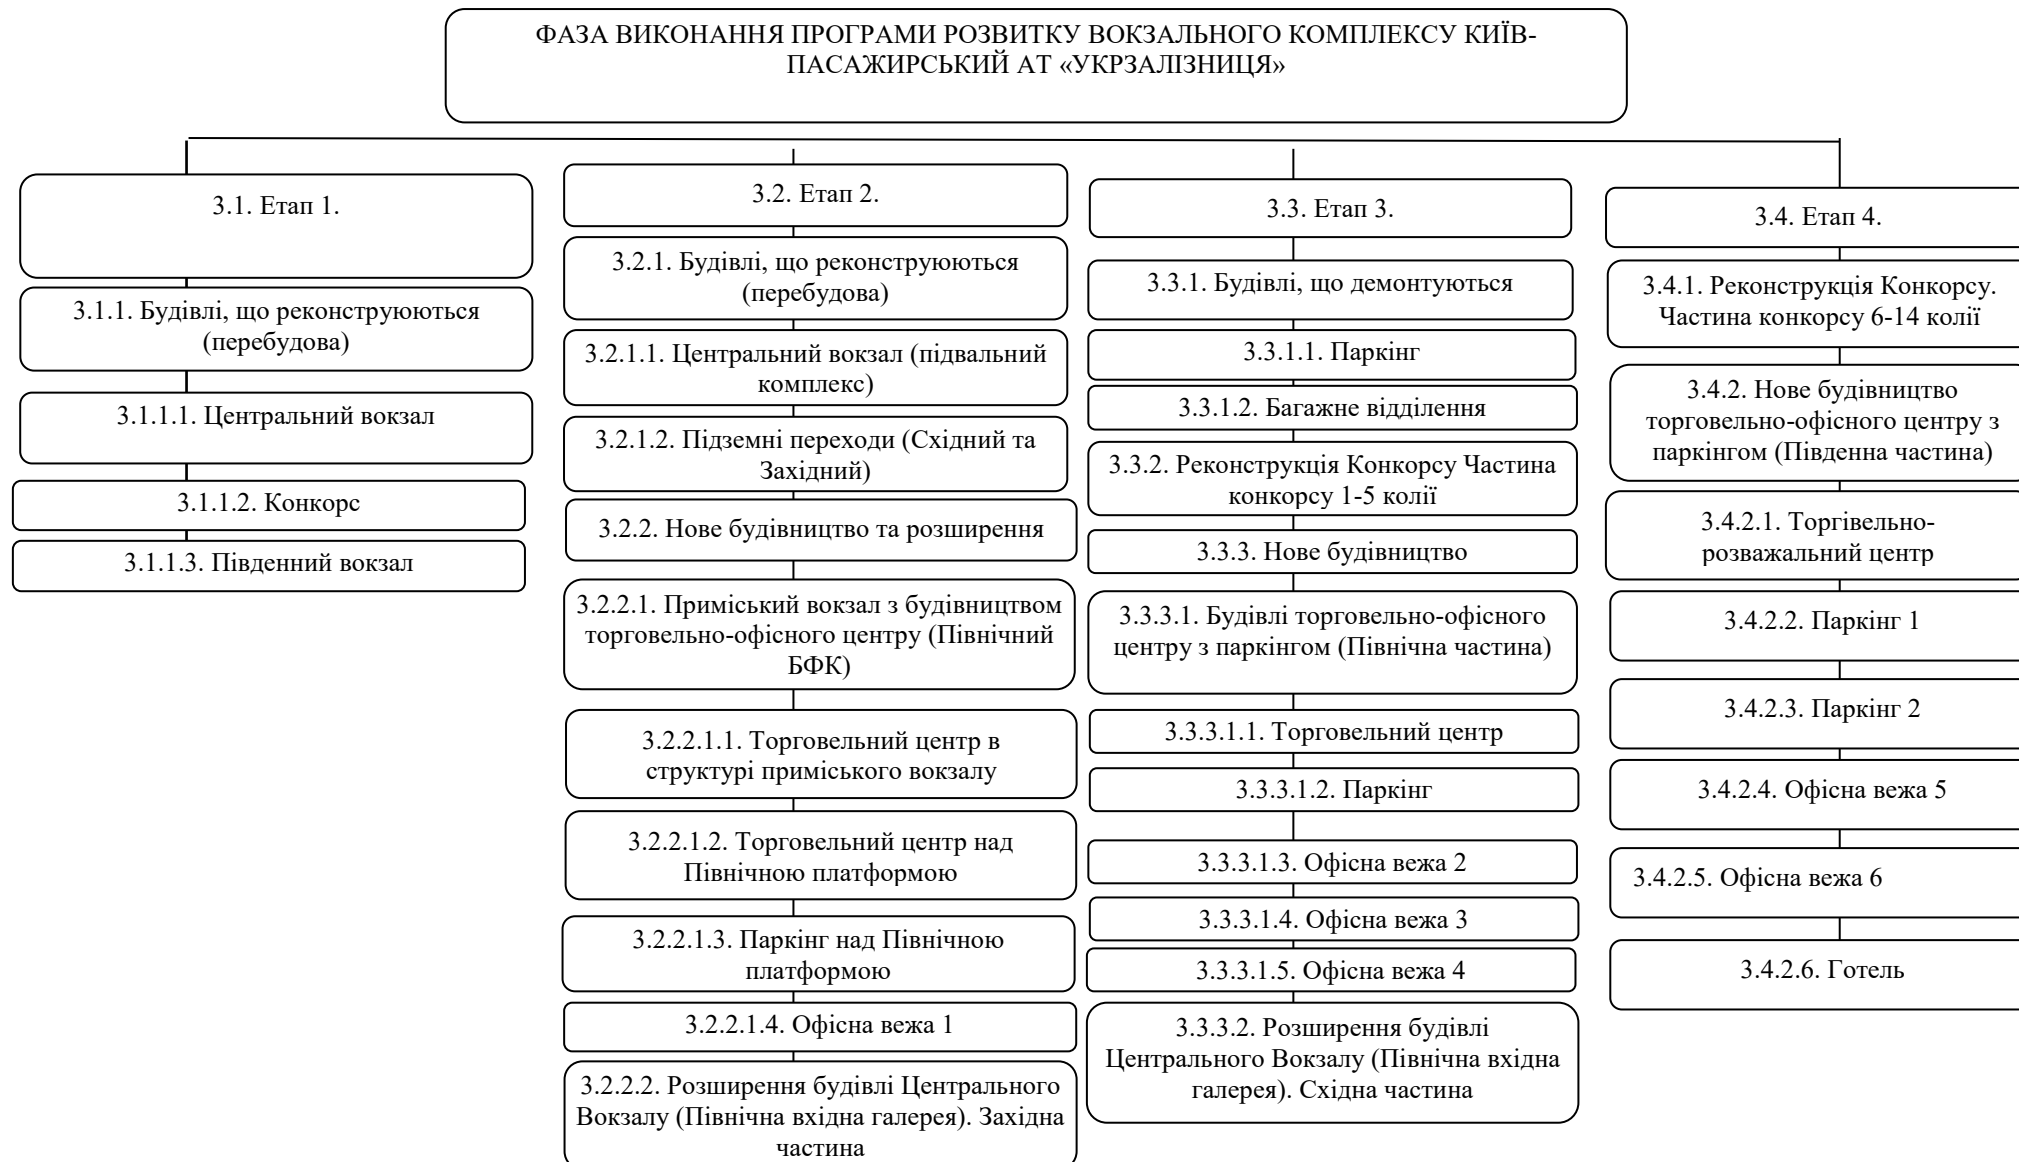 ФАЗА ВИКОНАННЯ ПРОГРАМИ РОЗВИТКУ ВОКЗАЛЬНОГО КОМПЛЕКСУ КИЇВ-
ПАСАЖИРСЬКИЙ АТ «УКРЗАЛІЗНИЦЯ»
3.1. Етап 1.
3.1.1. Будівлі, що реконструюються
(перебудова)
3.1.1.1. Центральний вокзал
3.1.1.2. Конкорс
3.1.1.3. Південний вокзал
3.2. Етап 2.
3.2.1. Будівлі, що реконструюються
(перебудова)
3.2.1.1. Центральний вокзал (підвальний
комплекс)
3.2.1.2. Підземні переходи (Східний та
Західний)
3.2.2. Нове будівництво та розширення
3.2.2.1. Приміський вокзал з будівництвом
торговельно-офісного центру (Північний
БФК)
3.2.2.1.1. Торговельний центр в
структурі приміського вокзалу
3.2.2.1.2. Торговельний центр над
Північною платформою
3.2.2.1.3. Паркінг над Північною
платформою
3.2.2.1.4. Офісна вежа 1
3.2.2.2. Розширення будівлі Центрального
Вокзалу (Північна вхідна галерея). Західна
частина
3.3. Етап 3.
3.3.1. Будівлі, що демонтуються
3.3.1.1. Паркінг
3.3.1.2. Багажне відділення
3.3.2. Реконструкція Конкорсу Частина
конкорсу 1-5 колії
3.3.3. Нове будівництво
3.3.3.1. Будівлі торговельно-офісного
центру з паркінгом (Північна частина)
3.3.3.1.1. Торговельний центр
3.3.3.1.2. Паркінг
3.3.3.1.3. Офісна вежа 2
3.3.3.1.4. Офісна вежа 3
3.3.3.1.5. Офісна вежа 4
3.3.3.2. Розширення будівлі
Центрального Вокзалу (Північна вхідна
галерея). Східна частина
3.4. Етап 4.
3.4.1. Реконструкція Конкорсу.
Частина конкорсу 6-14 колії
3.4.2. Нове будівництво
торговельно-офісного центру з
паркінгом (Південна частина)
3.4.2.1. Торгівельно-
розважальний центр
3.4.2.2. Паркінг 1
3.4.2.3. Паркінг 2
3.4.2.4. Офісна вежа 5
3.4.2.5. Офісна вежа 6
3.4.2.6. Готель